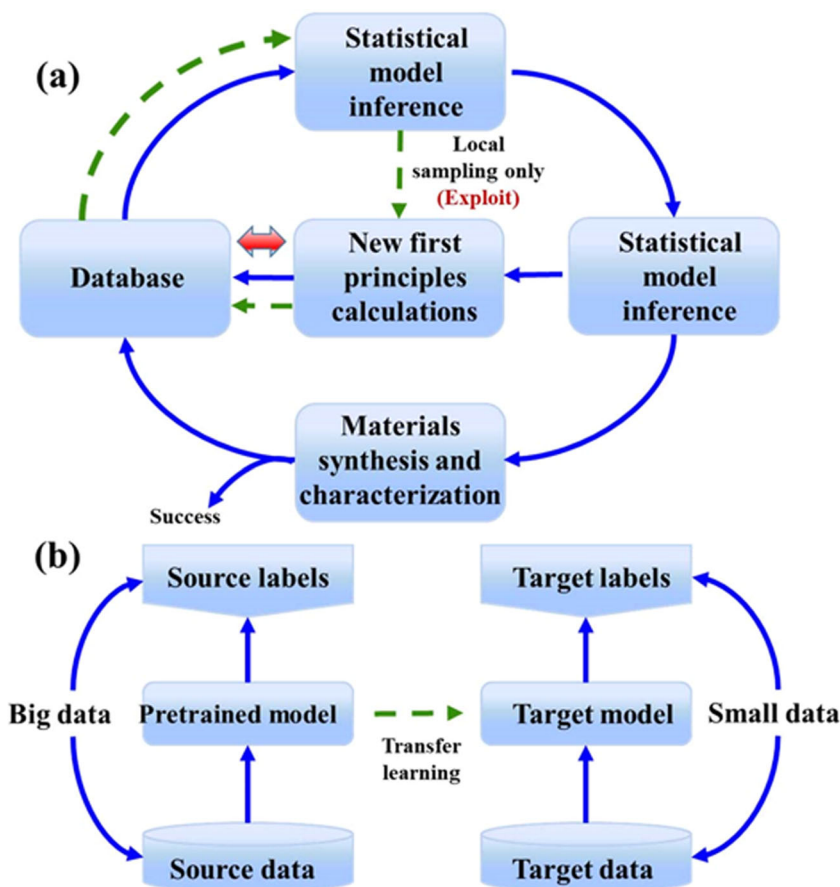 (a)
Statistical
model
inference
Local
sampling only
(Exploit)
Database
New first
principles
calculations
Statistical
model
inference
Materials
synthesis and
characterization
Success
(b)
Source labels
Target labels
Big data
Pretrained model
Transfer
learning
Target model
Small data
Source data
Target data